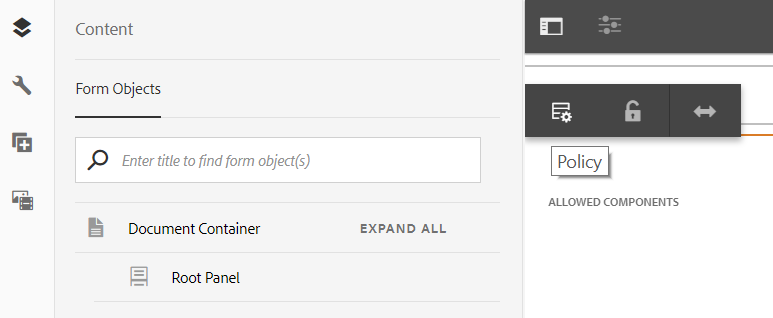 Content
Form Objects
Enter title to find form object(s)
Document Container EXPAND ALL
Root Panel
Policy
ALLOWED COMPONENTS